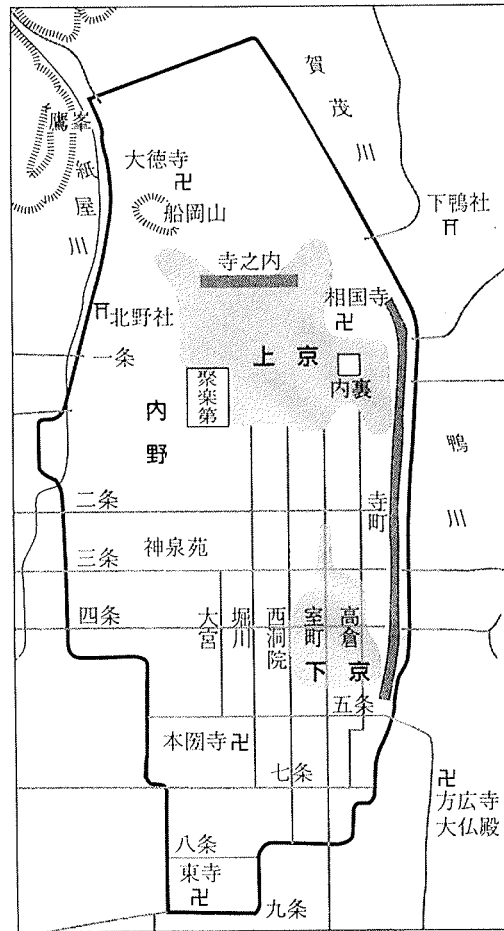 賀茂川
鷹峯
紙屋川
大徳寺
船岡山
下鴨社
寺之内
相国寺
北野社
一条
上京
内裏
聚楽第
内野
鴨川
二条
寺町
三条
神泉苑
四条
大宮
堀川
西洞院
室町
高倉
下京
五条
本圀寺
七条
方広寺
大仏殿
八条
東寺
九条